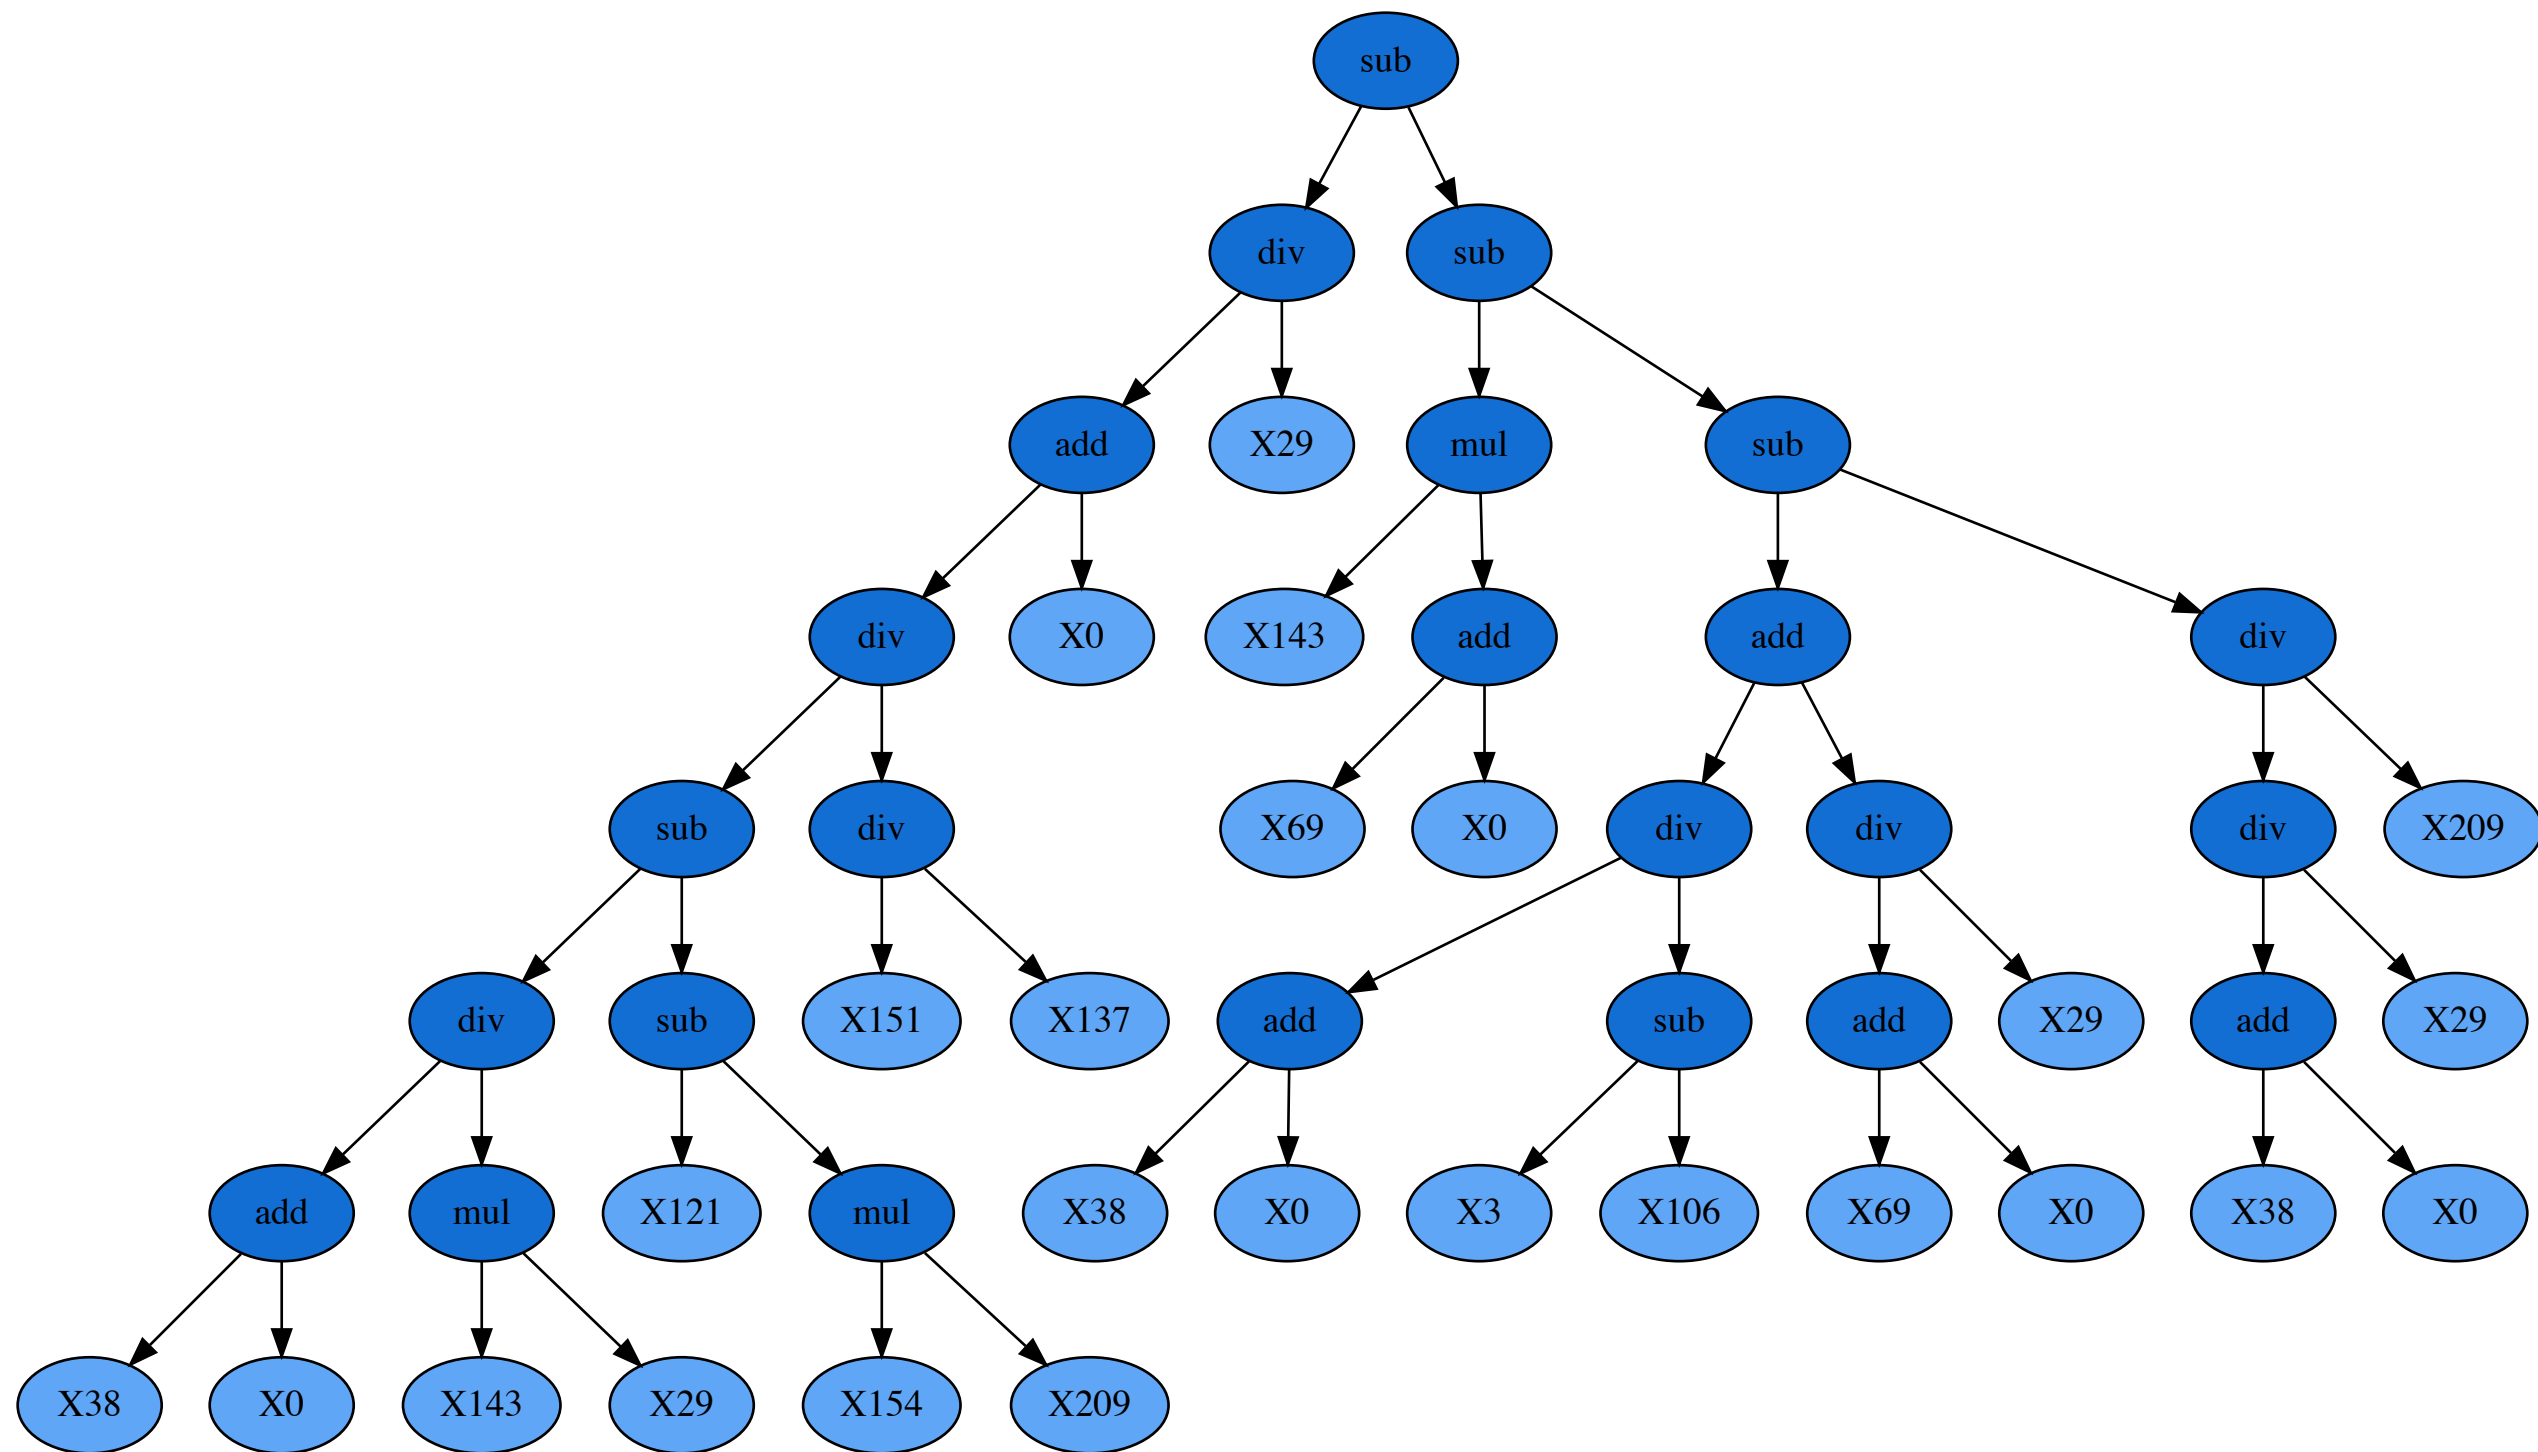 sub
div sub
add X29 mul sub
div X0 X143 add add div
sub div X69 X0 div div div X209
div sub X151 X137 add sub add X29 add X29
add mul X121 mul X38 X0 X3 X106 X69 X0 X38 X0
X38 X0 X143 X29 X154 X209